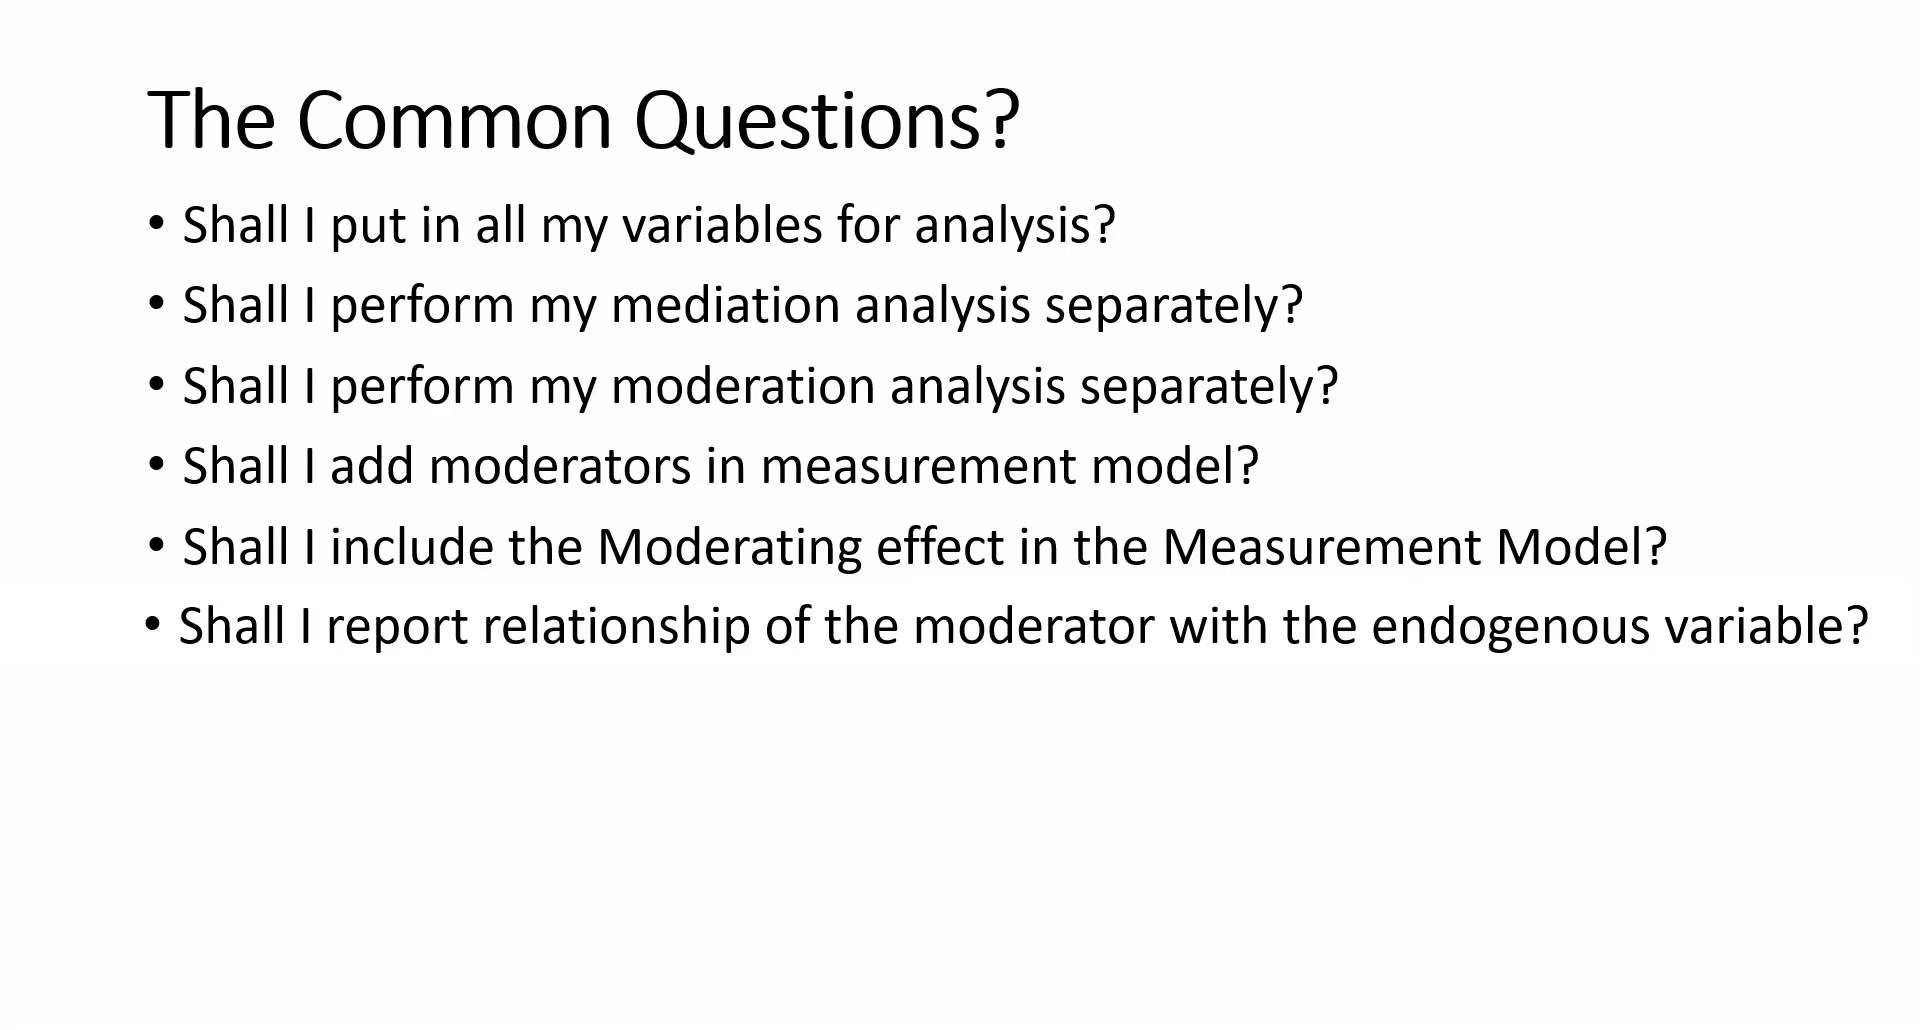 The Common Questions?
• Shall I put in all my variables for analysis?
• Shall I perform my mediation analysis separately?
• Shall I perform my moderation analysis separately?
• Shall I add moderators in measurement model?
• Shall I include the Moderating effect in the Measurement Model?
• Shall I report relationship of the moderator with the endogenous variable?